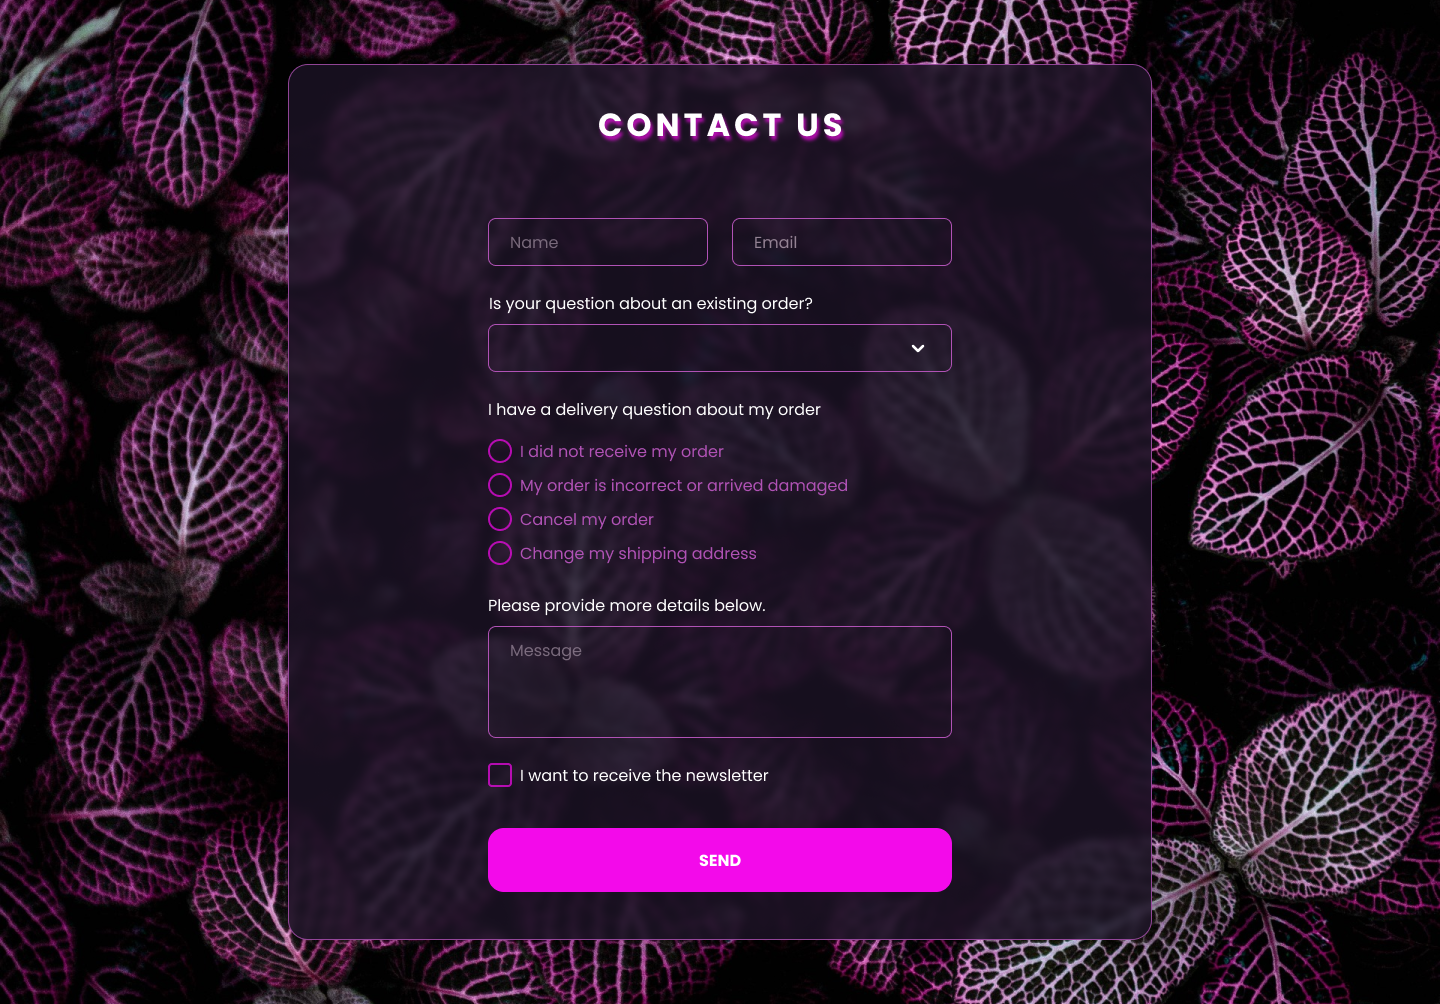 CONTACT US
Name
Email
Is your question about an existing order?
I have a delivery question about my order
I did not receive my order
My order is incorrect or arrived damaged
Cancel my order
Change my shipping address
Please provide more details below.
Message
I want to receive the newsletter
SEND